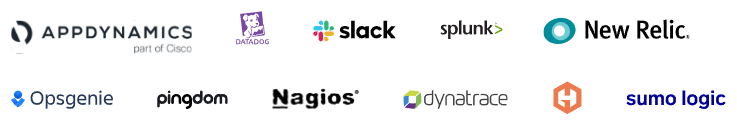 APPDYNAMICS
part of Cisco
DATADOG
slack
splunk>
New Relic.
Opsgenie
pingdom
Nagios®
dynatrace
sumo logic